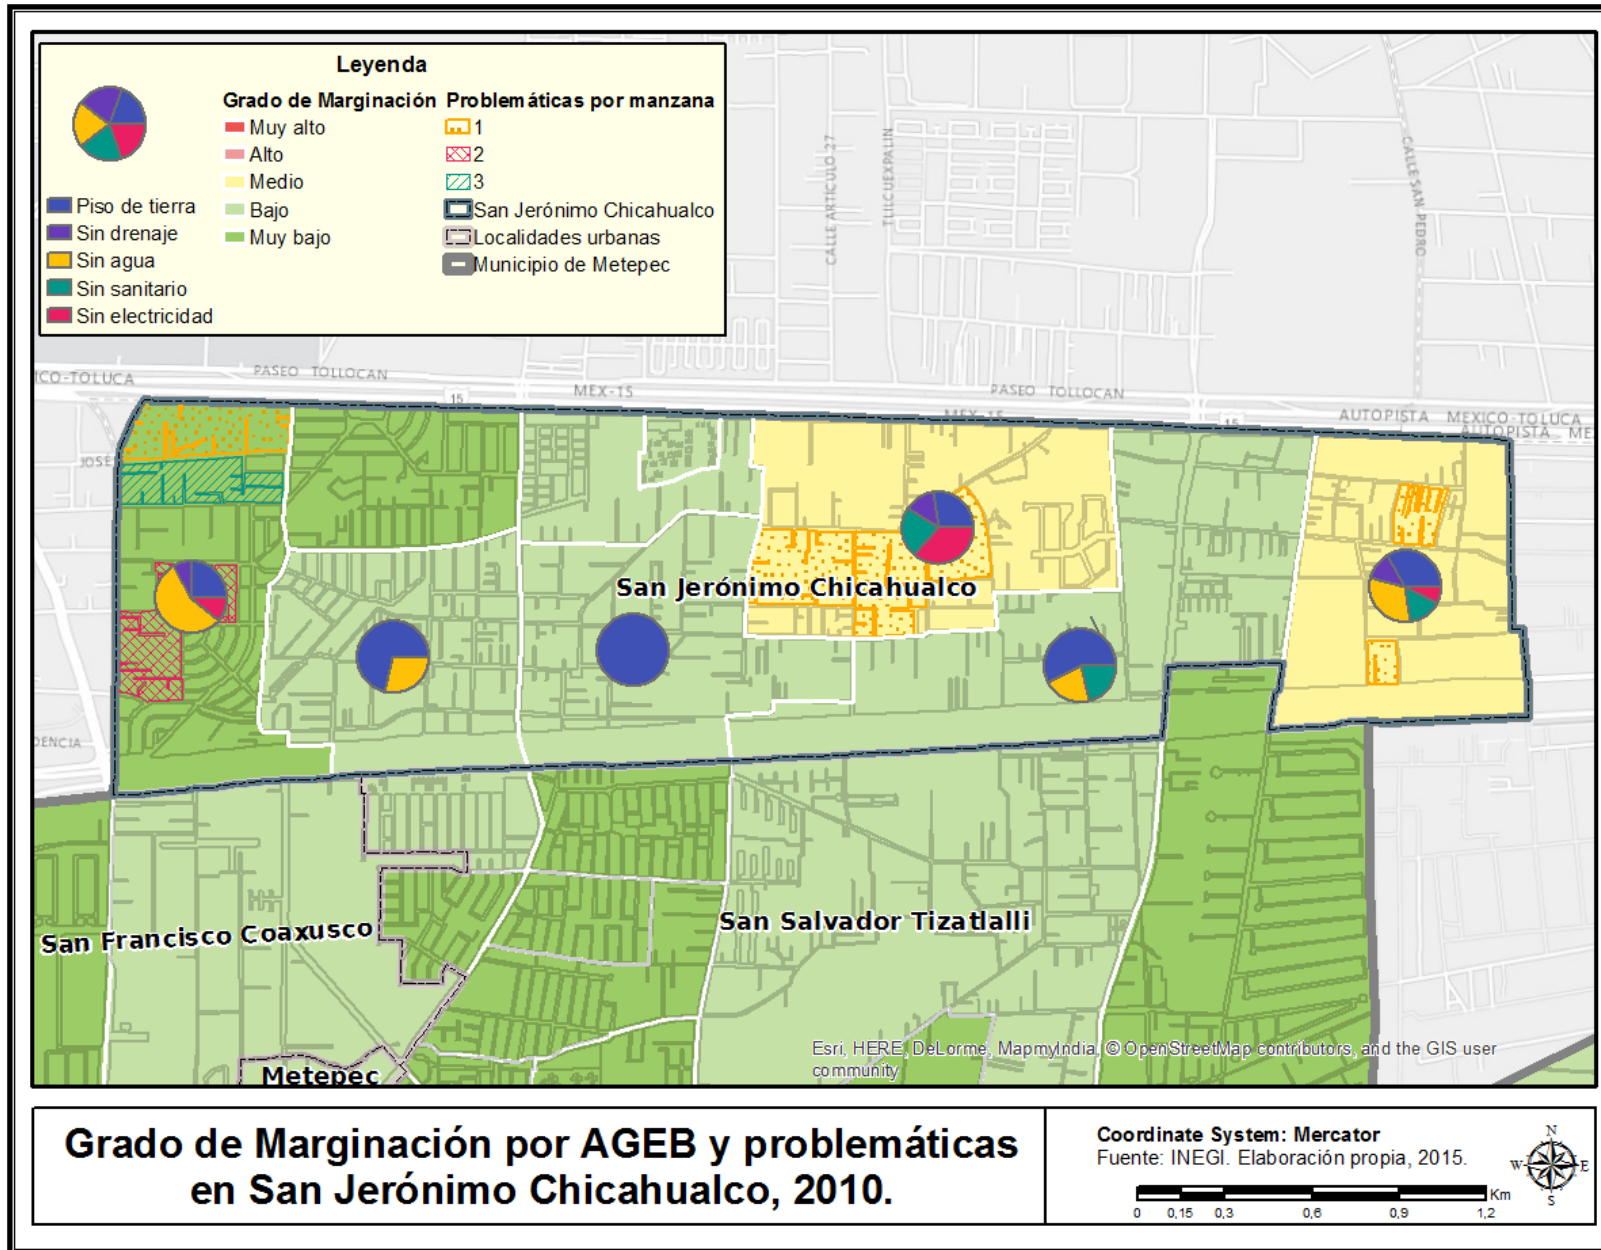 Leyenda
Grado de Marginación
Muy alto
Alto
Medio
Bajo
Muy bajo
Problemáticas por manzana
1
2
3
San Jerónimo Chicahualco
Localidades urbanas
Municipio de Metepec
Piso de tierra
Sin drenaje
Sin agua
Sin sanitario
Sin electricidad
CALLE ARTICULO 27
TLILCUEXPALIN
CALLE SAN PEDRO
ICO-TOLUCA
PASEO TOLLOCAN
15
MEX-15
PASEO TOLLOCAN
MEX-15
15
AUTOPISTA MEXICO-TOLUCA
AUTOPISTA ME
JOSE
DENCIA
San Jerónimo Chicahualco
San Francisco Coaxusco
San Salvador Tizatlalli
Metepec
Esri, HERE, DeLorme, MapmyIndia, © OpenStreetMap contributors, and the GIS user
community
Grado de Marginación por AGEB y problemáticas
en San Jerónimo Chicahualco, 2010.
Coordinate System: Mercator
Fuente: INEGI. Elaboración propia, 2015.
Km
0 0,15 0,3 0,6 0,9 1,2
N
W E
S